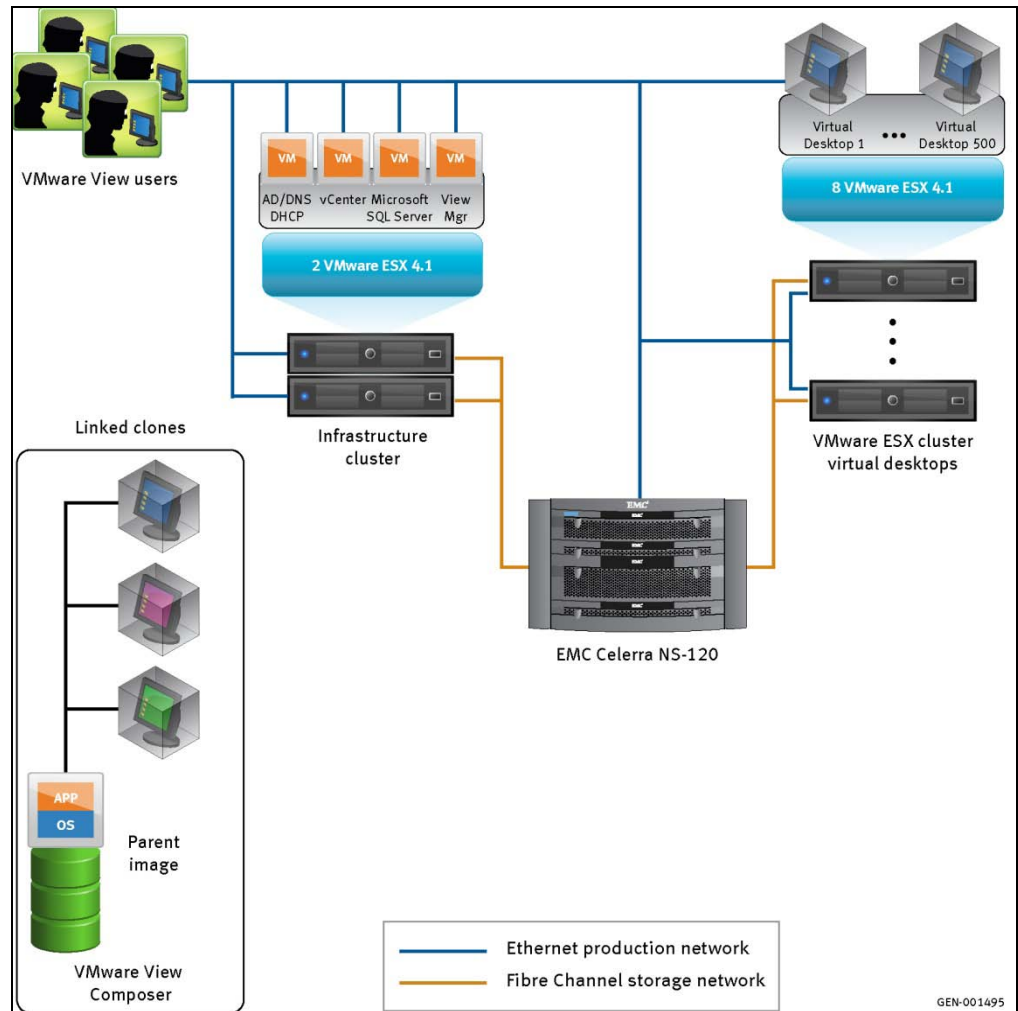 VMware View users
VM VM VM VM
AD/DNS DHCP
vCenter
Microsoft SQL Server
View Mgr
2 VMware ESX 4.1
Infrastructure
cluster
Virtual
Desktop 1
Virtual
Desktop 500
8 VMware ESX 4.1
VMware ESX cluster
virtual desktops
EMC²
EMC Celerra NS-120
Linked clones
APP
OS
Parent
image
VMware View
Composer
Ethernet production network
Fibre Channel storage network
GEN-001495